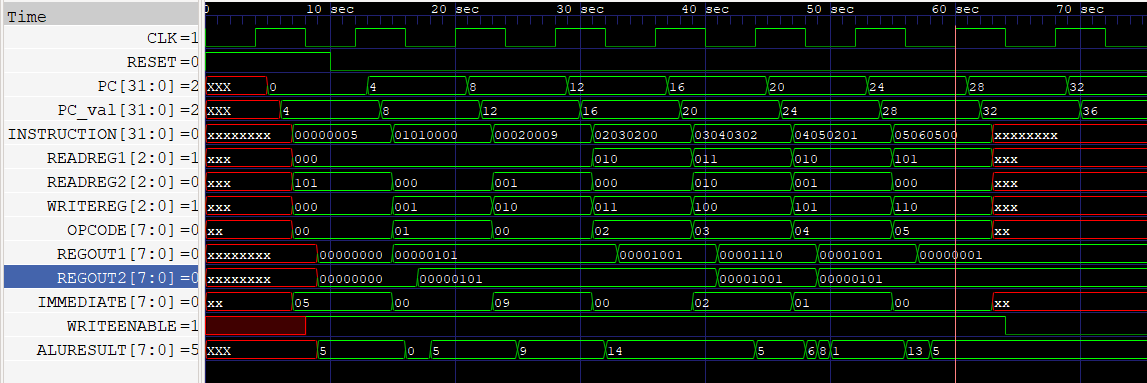 Time 0 10 sec 20 sec 30 sec 40 sec 50 sec 60 sec 70 sec
CLK=1
RESET=0
PC[31:0]=2 XXX 0 4 8 12 16 20 24 28 32
PC_val[31:0]=2 XXX 4 8 12 16 20 24 28 32 36
INSTRUCTION[31:0]=0 xxxxxxxx 00000005 01010000 00020009 02030200 03040302 04050201 05060500 xxxxxxxx
READREG1[2:0]=1 xxx 000 010 011 010 101 xxx
READREG2[2:0]=0 xxx 101 000 001 000 010 001 000 xxx
WRITEREG[2:0]=1 xxx 000 001 010 011 100 101 110 xxx
OPCODE[7:0]=0 xx 00 01 00 02 03 04 05 xx
REGOUT1[7:0]=0 xxxxxxxx 00000000 00000101 00001001 00001110 00001001 00000001
REGOUT2[7:0]=0 xxxxxxxx 00000000 00000101 00001001 00000101
IMMEDIATE[7:0]=0 xx 05 00 09 00 02 01 00 xx
WRITEENABLE=1
ALURESULT[7:0]=5 XXX 5 0 5 9 14 5 6 8 1 13 5